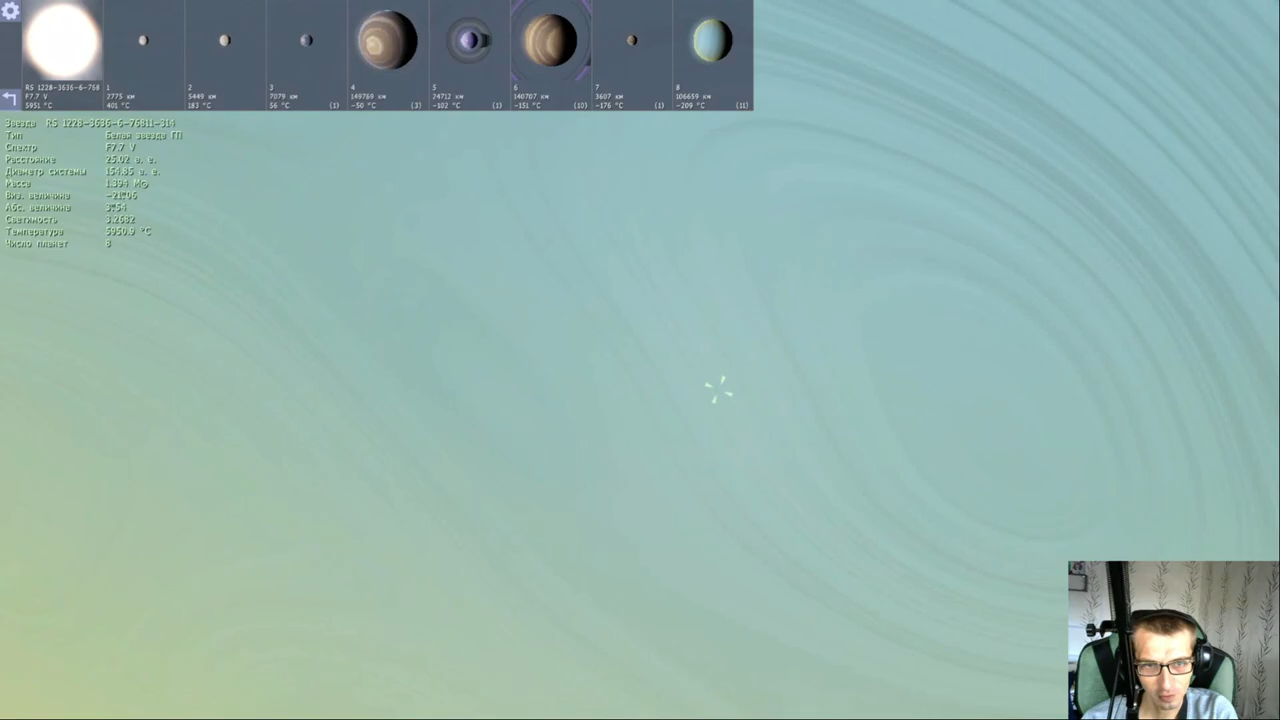 RS 1228-3636-6-768
F7.7 V
5951 °C
1
2775 км
401 °C
2
5449 км
183 °C
3
7079 км
56 °C (1)
4
149769 км
-50 °C (3)
5
24712 км
-102 °C (1)
6
140707 км
-151 °C (10)
7
3607 км
-176 °C (1)
8
106659 км
-209 °C (11)
Звезда RS 1228-3636-6-76811-314
Тип Белая звезда ГП
Спектр F7.7 V
Расстояние 25.02 а. е.
Диаметр системы 154.85 а. е.
Масса 1.394 M☉
Виз. величина -21.06
Абс. величина 3.54
Светимость 3.2682
Температура 5950.9 °C
Число планет 8